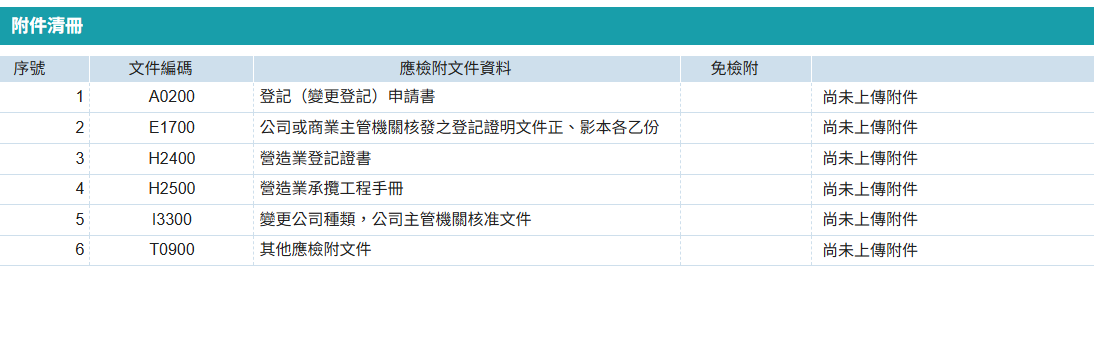 附件清冊
序號 文件編碼 應檢附文件資料 免檢附
1 A0200 登記（變更登記）申請書 尚未上傳附件
2 E1700 公司或商業主管機關核發之登記證明文件正、影本各乙份 尚未上傳附件
3 H2400 營造業登記證書 尚未上傳附件
4 H2500 營造業承攬工程手冊 尚未上傳附件
5 I3300 變更公司種類，公司主管機關核准文件 尚未上傳附件
6 T0900 其他應檢附文件 尚未上傳附件